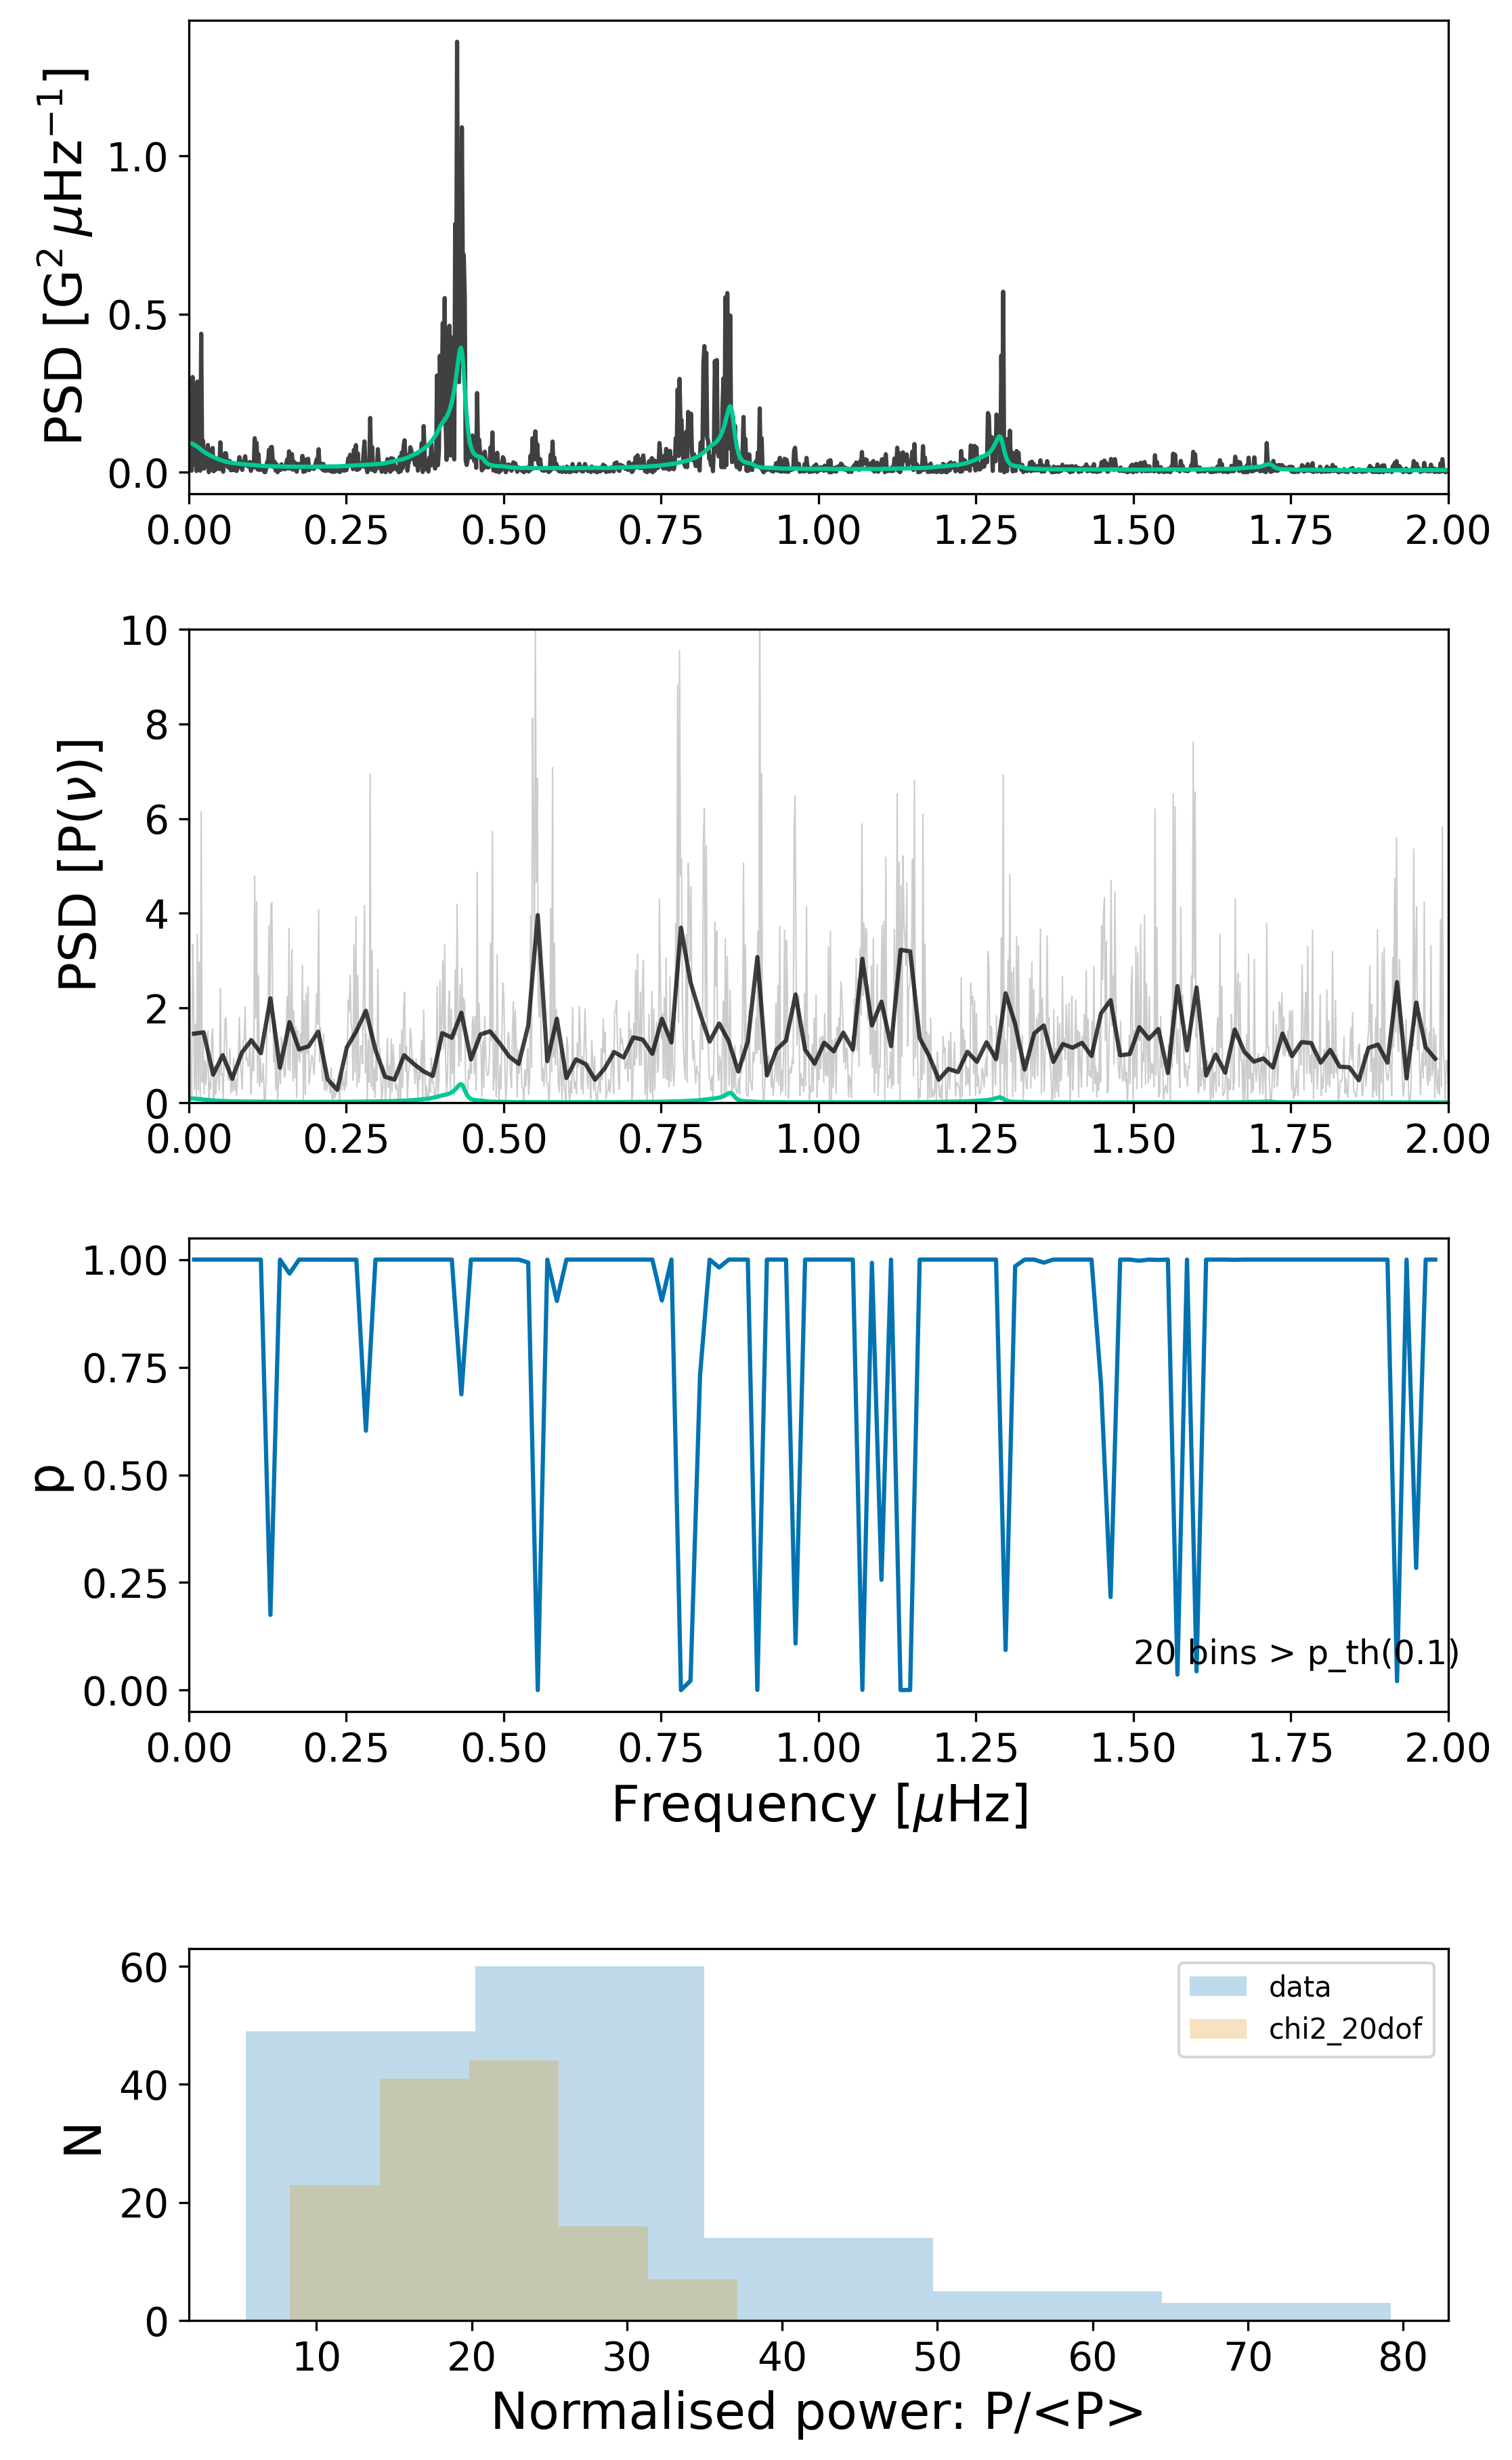 PSD [G² μHz⁻¹]
1.0
0.5
0.0
0.00 0.25 0.50 0.75 1.00 1.25 1.50 1.75 2.00
PSD [P(ν)]
10
8
6
4
2
0
0.00 0.25 0.50 0.75 1.00 1.25 1.50 1.75 2.00
p
1.00
0.75
0.50
0.25
0.00
20 bins > p_th(0.1)
0.00 0.25 0.50 0.75 1.00 1.25 1.50 1.75 2.00
Frequency [μHz]
N
60
40
20
0
data
chi2_20dof
10 20 30 40 50 60 70 80
Normalised power: P/<P>